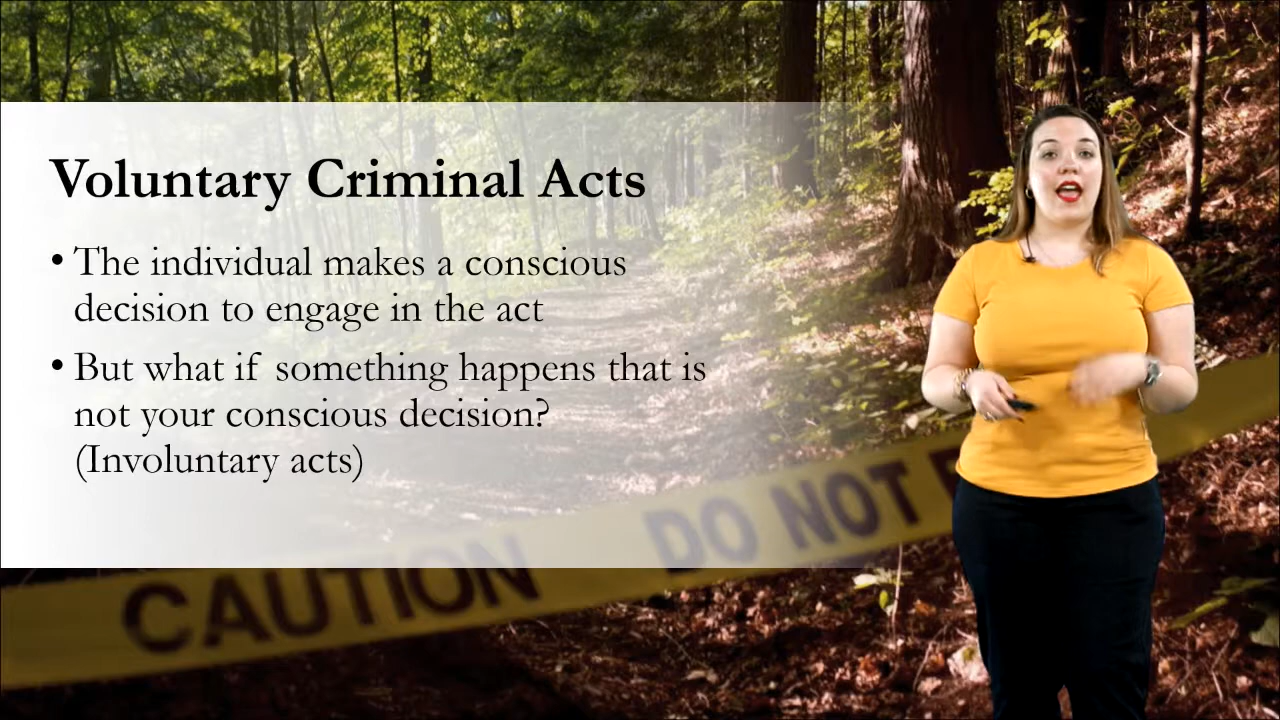 Voluntary Criminal Acts
• The individual makes a conscious
decision to engage in the act
• But what if something happens that is
not your conscious decision?
(Involuntary acts)
CAUTION DO NOT